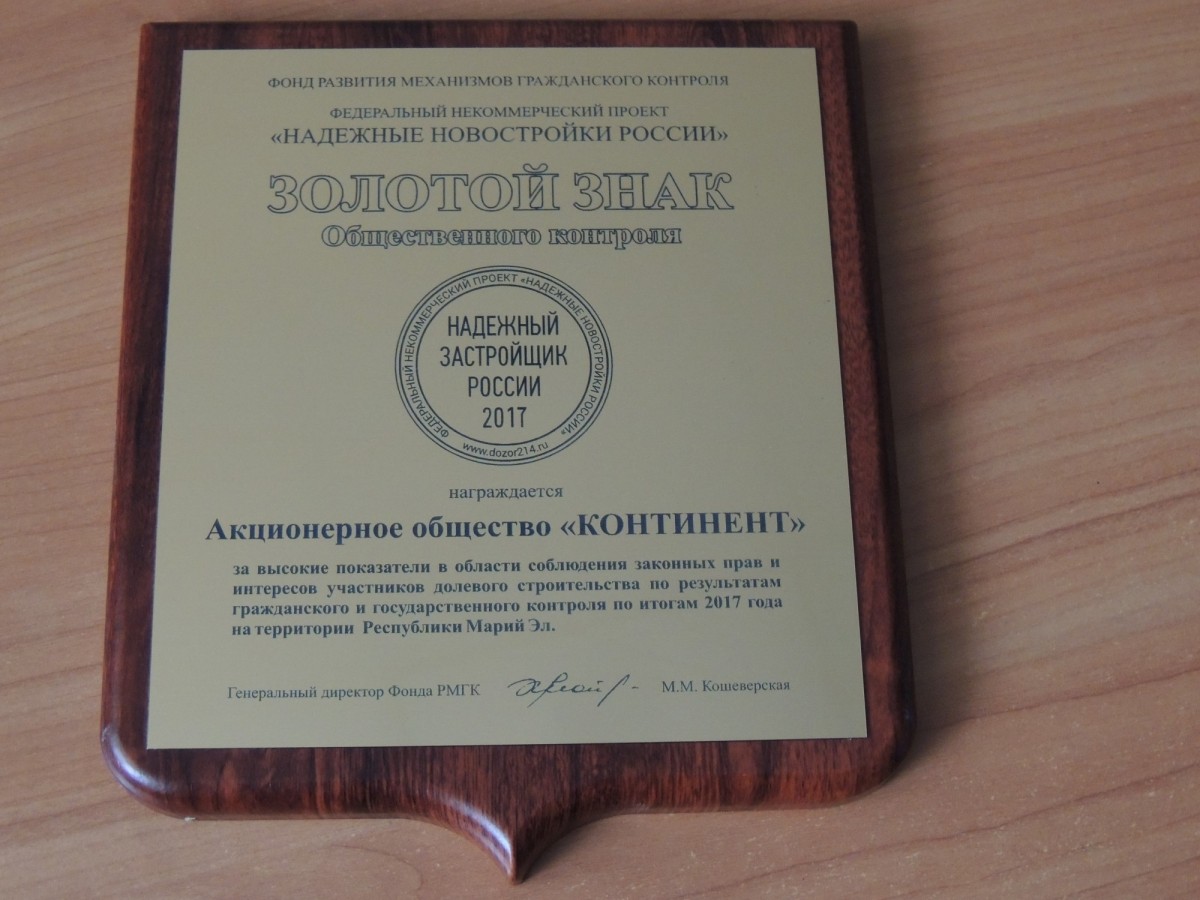 ФОНД РАЗВИТИЯ МЕХАНИЗМОВ ГРАЖДАНСКОГО КОНТРОЛЯ
ФЕДЕРАЛЬНЫЙ НЕКОММЕРЧЕСКИЙ ПРОЕКТ
«НАДЕЖНЫЕ НОВОСТРОЙКИ РОССИИ»
ЗОЛОТОЙ ЗНАК
Общественного контроля
ФЕДЕРАЛЬНЫЙ НЕКОММЕРЧЕСКИЙ ПРОЕКТ «НАДЕЖНЫЕ НОВОСТРОЙКИ РОССИИ»
НАДЕЖНЫЙ
ЗАСТРОЙЩИК
РОССИИ
2017
www.dozor214.ru
награждается
Акционерное общество «КОНТИНЕНТ»
за высокие показатели в области соблюдения законных прав и
интересов участников долевого строительства по результатам
гражданского и государственного контроля по итогам 2017 года
на территории Республики Марий Эл.
Генеральный директор Фонда РМГК М.М. Кошеверская